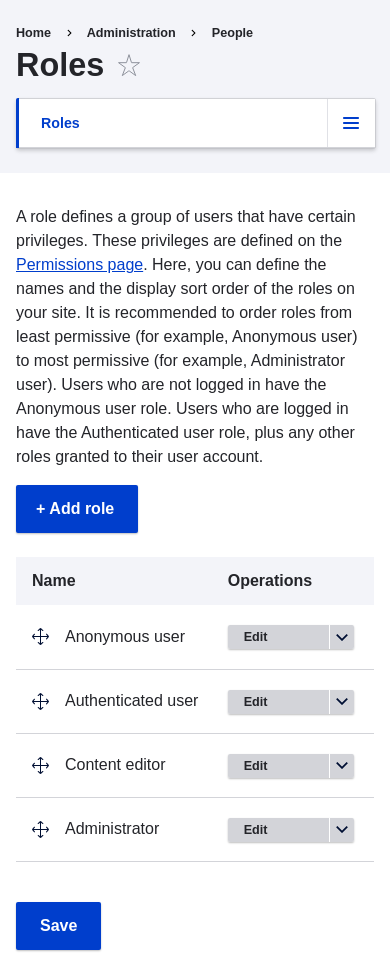 Home > Administration > People
Roles ☆
Roles
A role defines a group of users that have certain
privileges. These privileges are defined on the
Permissions page. Here, you can define the
names and the display sort order of the roles on
your site. It is recommended to order roles from
least permissive (for example, Anonymous user)
to most permissive (for example, Administrator
user). Users who are not logged in have the
Anonymous user role. Users who are logged in
have the Authenticated user role, plus any other
roles granted to their user account.
+ Add role
Name Operations
Anonymous user Edit
Authenticated user Edit
Content editor Edit
Administrator Edit
Save